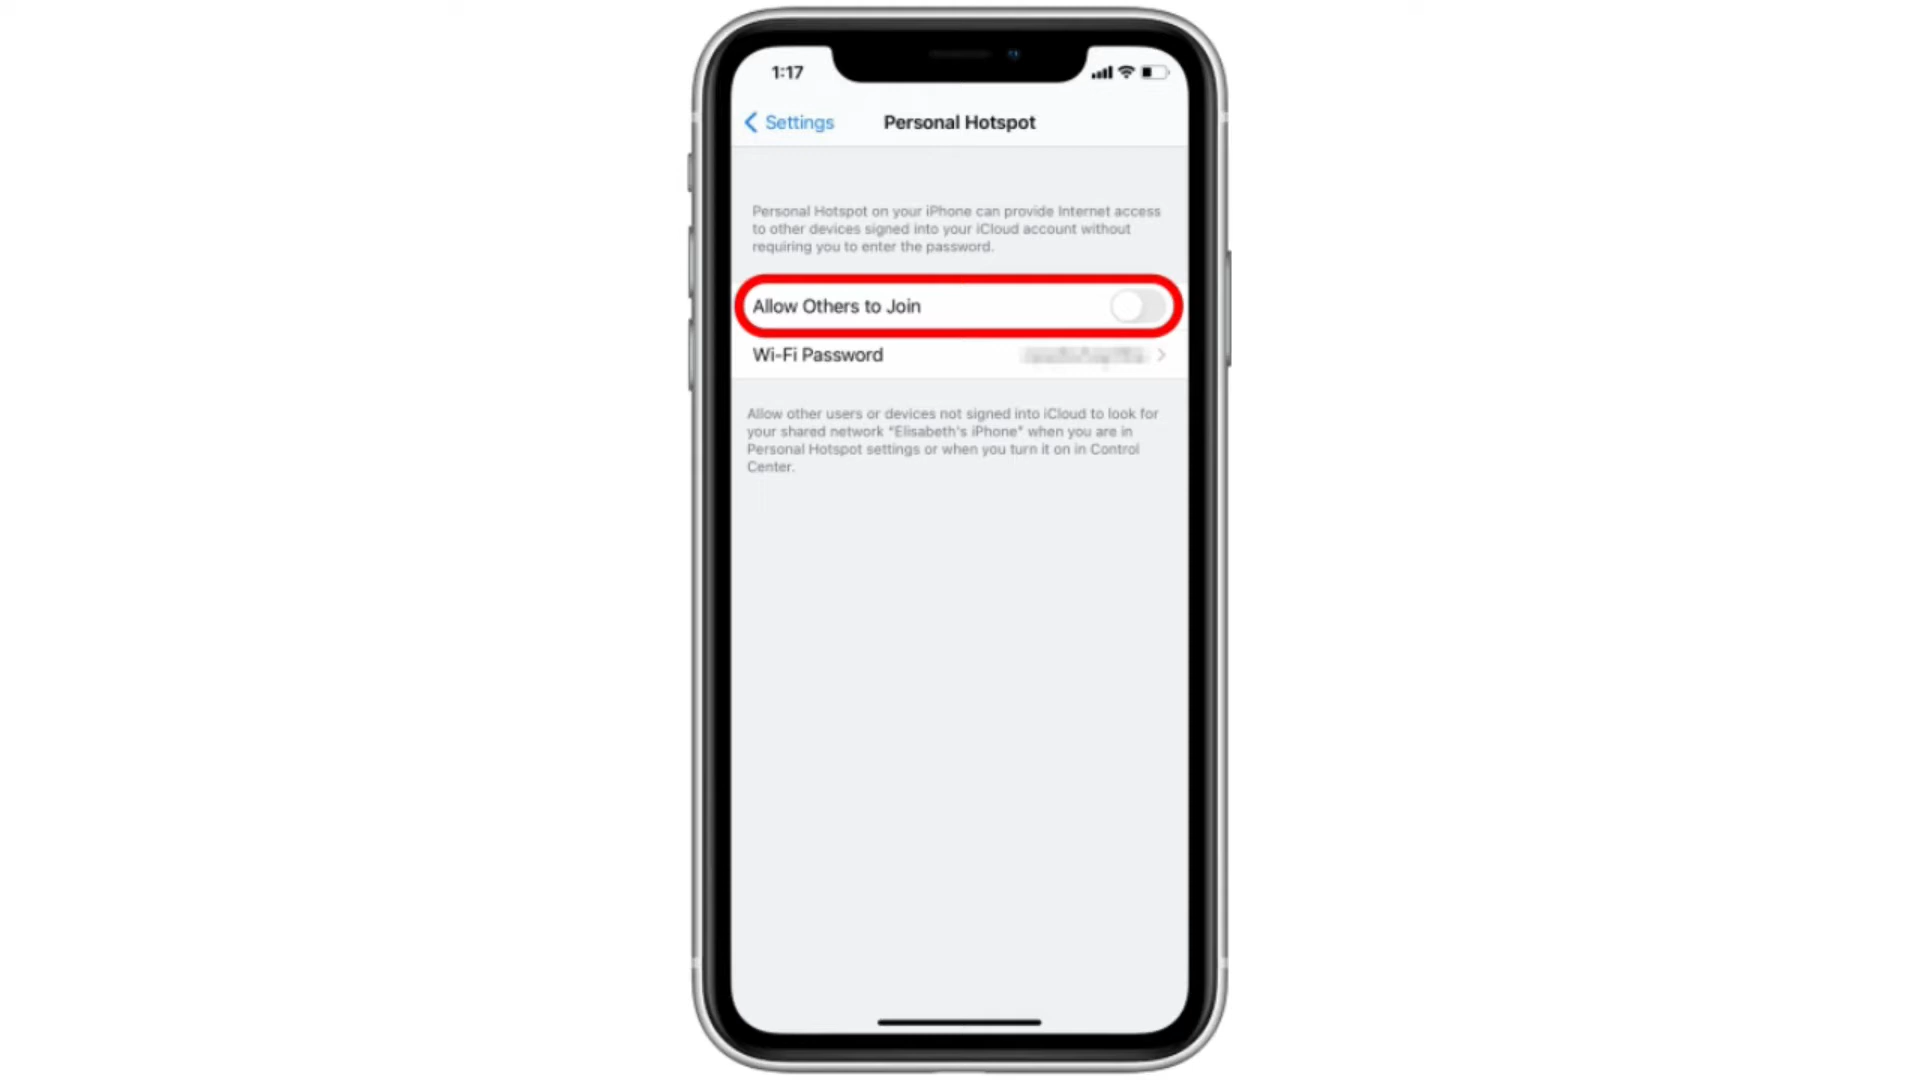 1:17
Settings
Personal Hotspot
Personal Hotspot on your iPhone can provide Internet access
to other devices signed into your iCloud account without
requiring you to enter the password.
Allow Others to Join
Wi-Fi Password
Allow other users or devices not signed into iCloud to look for
your shared network "Elisabeth's iPhone" when you are in
Personal Hotspot settings or when you turn it on in Control
Center.